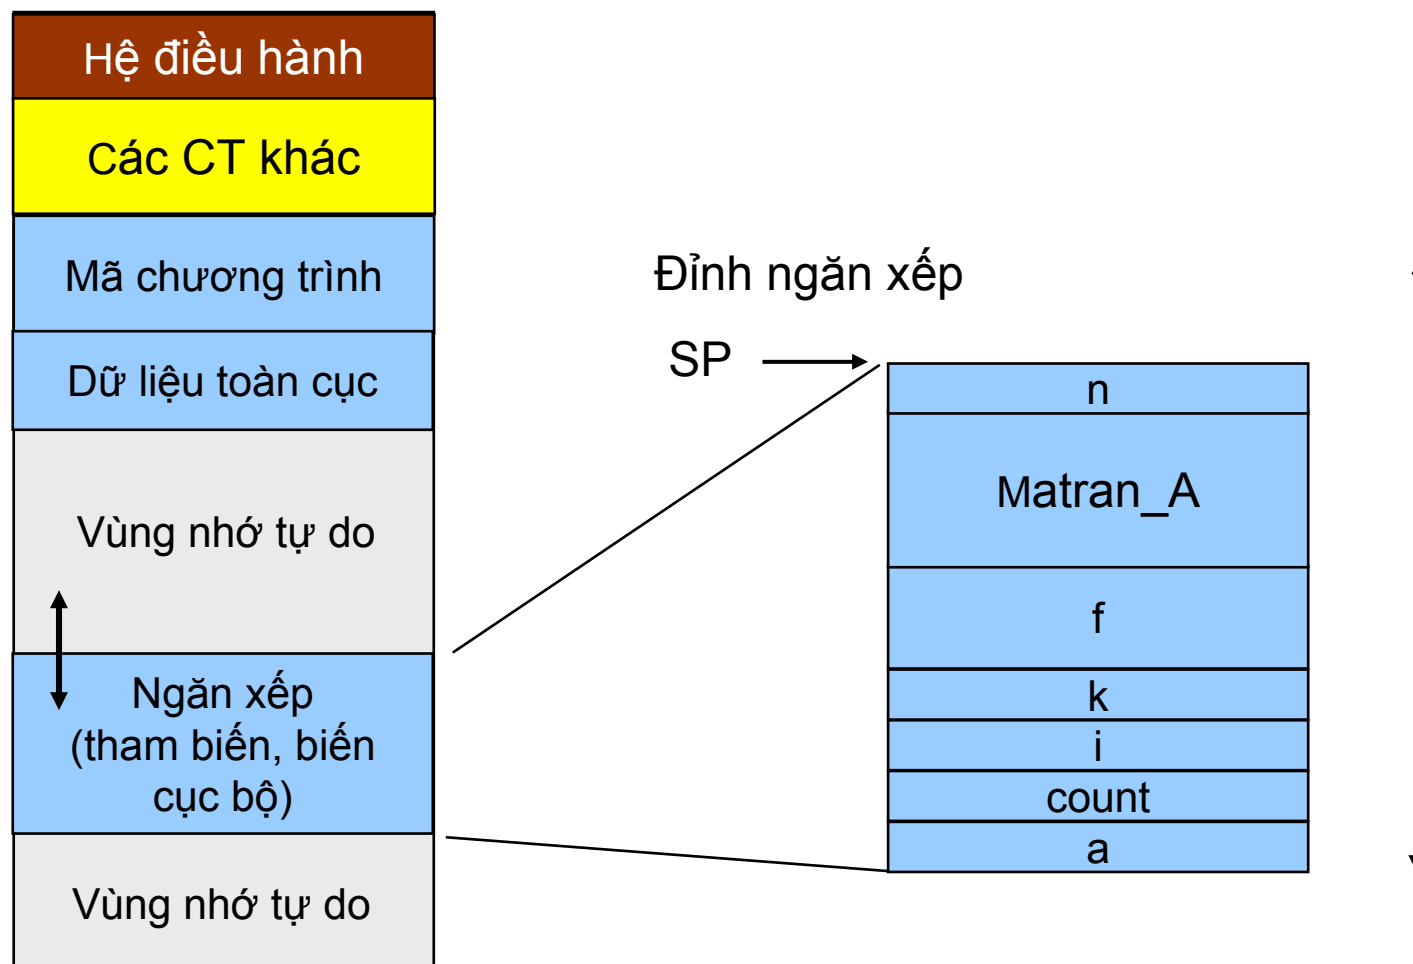 Hệ điều hành
Các CT khác
Mã chương trình
Dữ liệu toàn cục
Vùng nhớ tự do
Ngăn xếp
(tham biến, biến
cục bộ)
Vùng nhớ tự do
Đỉnh ngăn xếp
SP
n
Matran_A
f
k
i
count
a